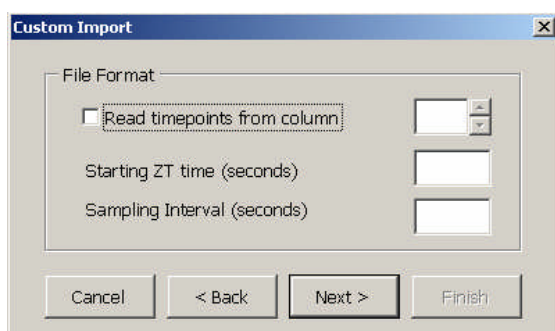 Custom Import
File Format
Read timepoints from column
Starting ZT time (seconds)
Sampling Interval (seconds)
Cancel < Back Next > Finish